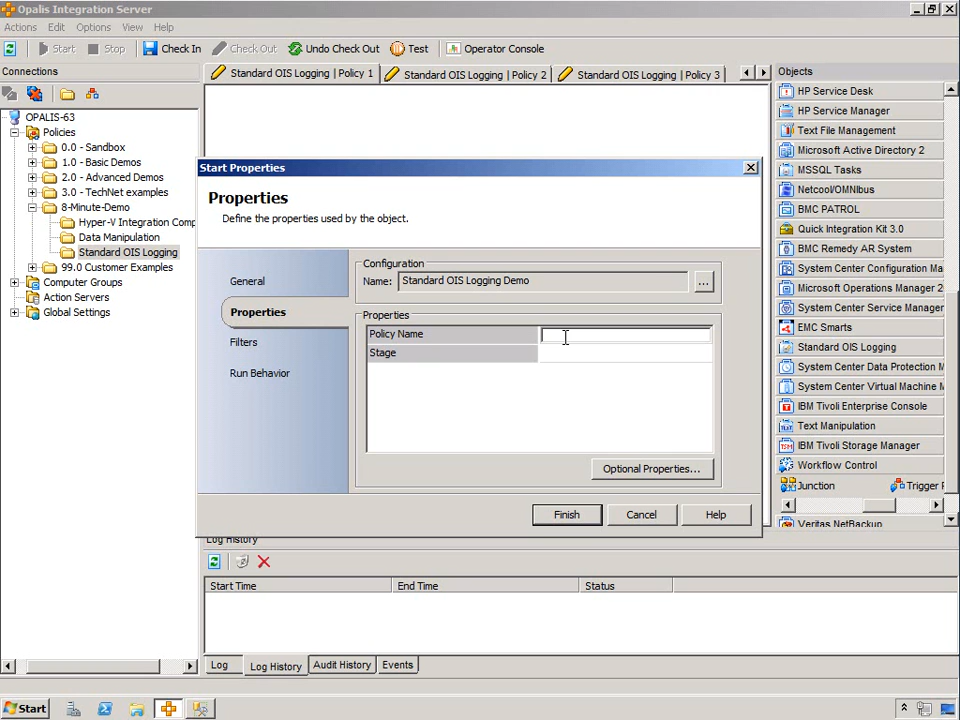 Opalis Integration Server
Actions Edit Options View Help
Start Stop Check In Check Out Undo Check Out Test Operator Console
Connections
Standard OIS Logging | Policy 1
Standard OIS Logging | Policy 2
Standard OIS Logging | Policy 3
Objects
OPALIS-63
Policies
0.0 - Sandbox
1.0 - Basic Demos
2.0 - Advanced Demos
3.0 - TechNet examples
8-Minute-Demo
Hyper-V Integration Comp
Data Manipulation
Standard OIS Logging
99.0 Customer Examples
Computer Groups
Action Servers
Global Settings
Start Properties
Properties
Define the properties used by the object.
General
Properties
Filters
Run Behavior
Configuration
Name: Standard OIS Logging Demo ...
Properties
Policy Name
Stage
Optional Properties...
Finish Cancel Help
HP Service Desk
HP Service Manager
Text File Management
Microsoft Active Directory 2
MSSQL Tasks
Netcool/OMNIbus
BMC PATROL
Quick Integration Kit 3.0
BMC Remedy AR System
System Center Configuration Ma
Microsoft Operations Manager 2
System Center Service Manager
EMC Smarts
Standard OIS Logging
System Center Data Protection M
System Center Virtual Machine M
IBM Tivoli Enterprise Console
Text Manipulation
IBM Tivoli Storage Manager
Workflow Control
Junction Trigger P
Veritas NetBackup
Log History
Start Time End Time Status
Log Log History Audit History Events
Start